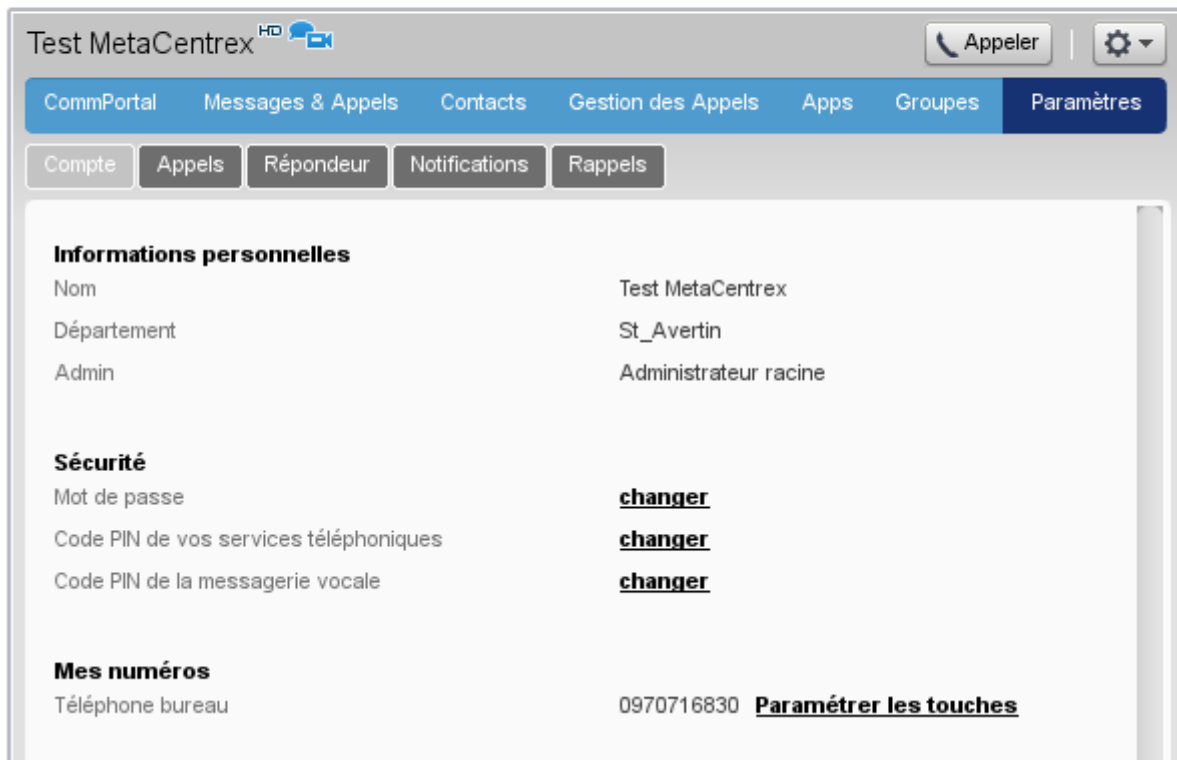 Test MetaCentrex HD
Appeler
CommPortal Messages & Appels Contacts Gestion des Appels Apps Groupes Paramètres
Compte Appels Répondeur Notifications Rappels
Informations personnelles
Nom Test MetaCentrex
Département St_Avertin
Admin Administrateur racine
Sécurité
Mot de passe changer
Code PIN de vos services téléphoniques changer
Code PIN de la messagerie vocale changer
Mes numéros
Téléphone bureau 0970716830 Paramétrer les touches